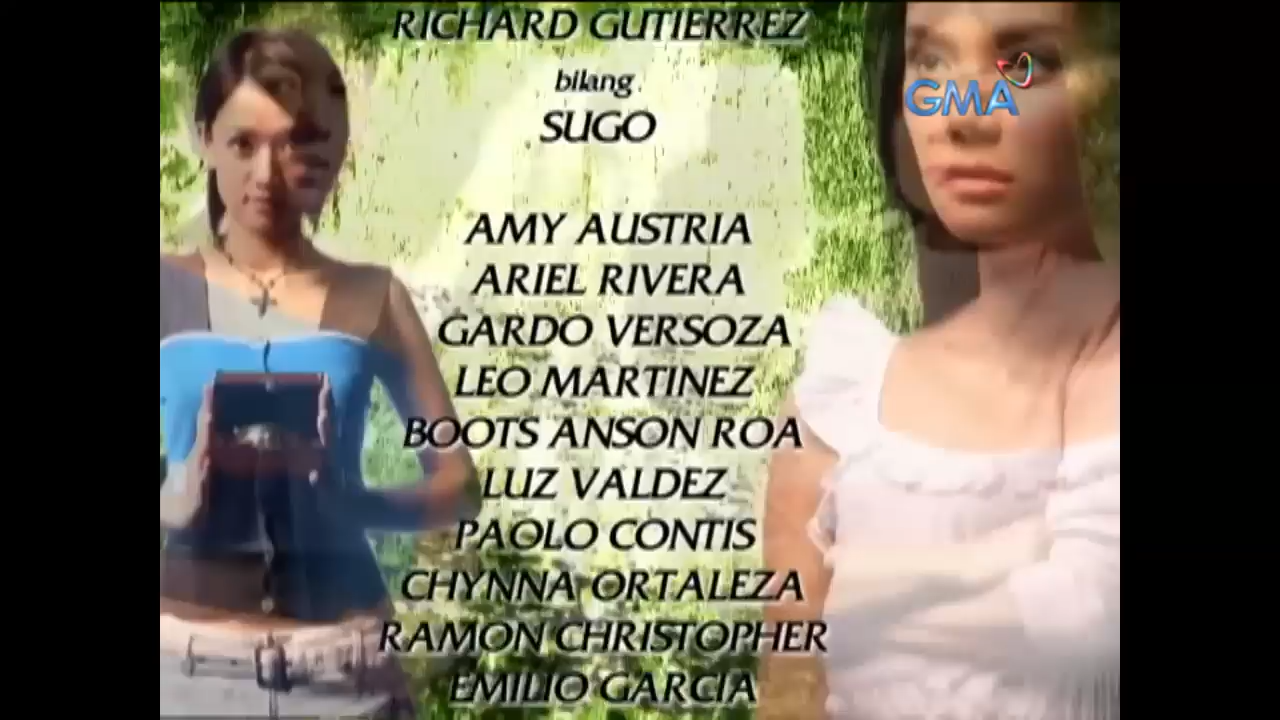 RICHARD GUTIERREZ
bilang
SUGO
GMA
AMY AUSTRIA
ARIEL RIVERA
GARDO VERSOZA
LEO MARTINEZ
BOOTS ANSON ROA
LUZ VALDEZ
PAOLO CONTIS
CHYNNA ORTALEZA
RAMON CHRISTOPHER
EMILIO GARCIA